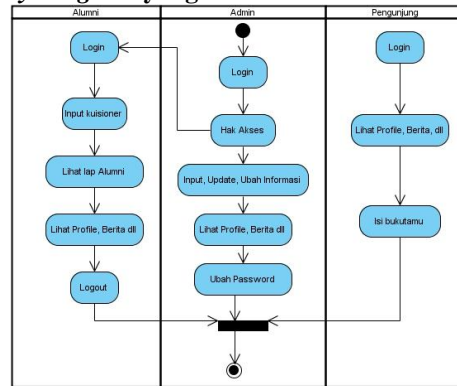 Alumni
Admin
Pengunjung
Login
Input kuisioner
Lihat lap Alumni
Lihat Profile, Berita dll
Logout
Login
Hak Akses
Input, Update, Ubah Informasi
Lihat Profile, Berita dll
Ubah Password
Login
Lihat Profile, Berita, dll
Isi bukutamu